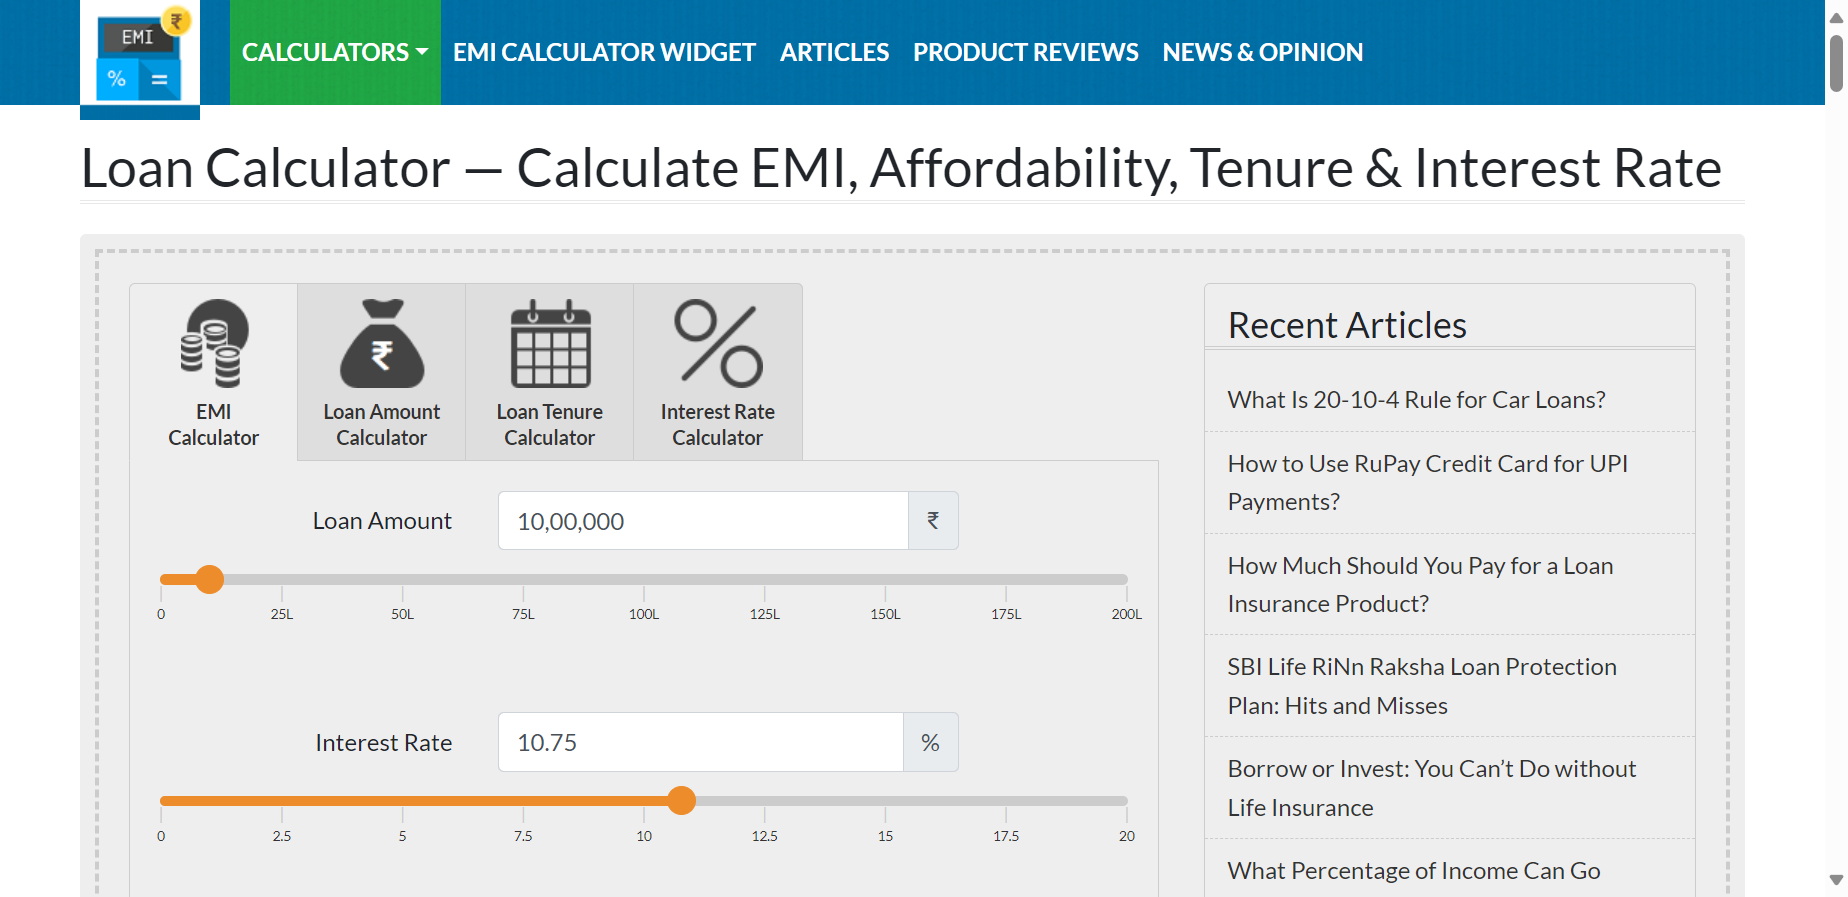 EMI
% =
₹
CALCULATORS EMI CALCULATOR WIDGET ARTICLES PRODUCT REVIEWS NEWS & OPINION
Loan Calculator — Calculate EMI, Affordability, Tenure & Interest Rate
EMI
Calculator
₹
Loan Amount
Calculator
Loan Tenure
Calculator
Interest Rate
Calculator
Loan Amount 10,00,000 ₹
0 25L 50L 75L 100L 125L 150L 175L 200L
Interest Rate 10.75 %
0 2.5 5 7.5 10 12.5 15 17.5 20
Recent Articles
What Is 20-10-4 Rule for Car Loans?
How to Use RuPay Credit Card for UPI
Payments?
How Much Should You Pay for a Loan
Insurance Product?
SBI Life RiNn Raksha Loan Protection
Plan: Hits and Misses
Borrow or Invest: You Can’t Do without
Life Insurance
What Percentage of Income Can Go